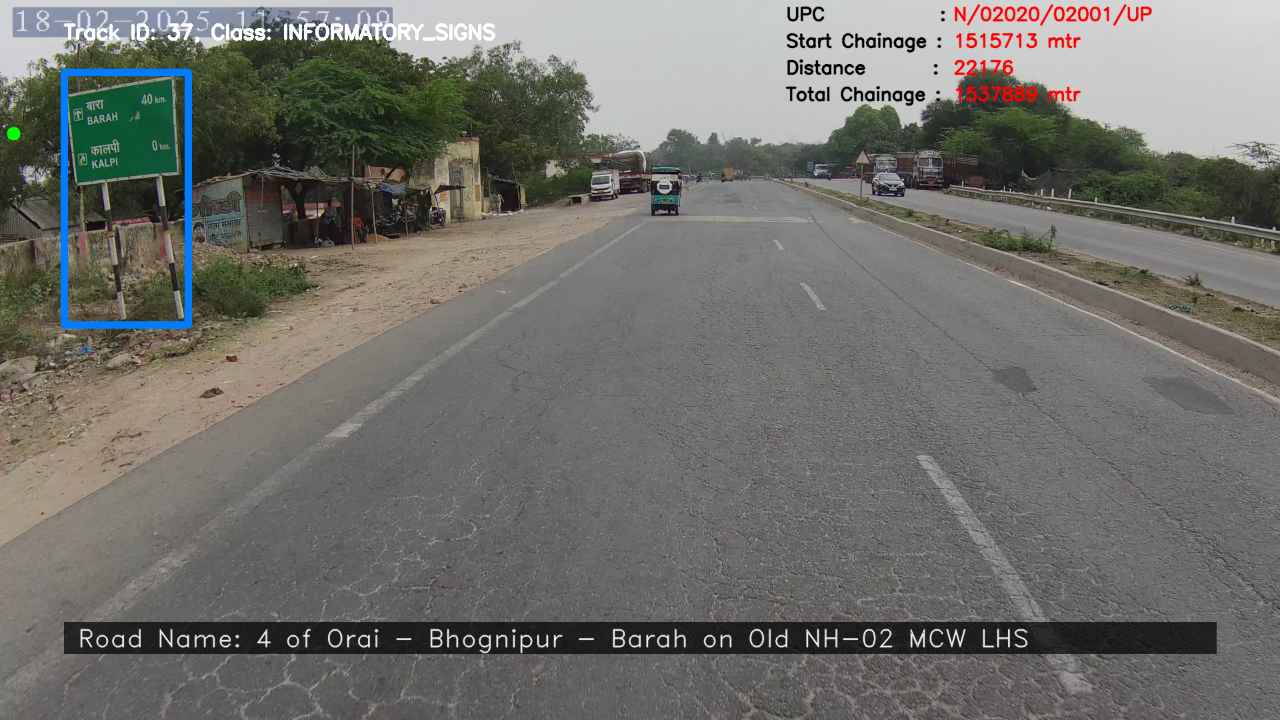 18-02-2025 11:57:09
Track ID: 37, Class: INFORMATORY_SIGNS
UPC : N/02020/02001/UP
Start Chainage : 1515713 mtr
Distance : 22176
Total Chainage : 1537889 mtr
बारा 40 km.
BARAH
कालपी 0 km.
KALPI
Road Name: 4 of Orai - Bhognipur - Barah on Old NH-02 MCW LHS